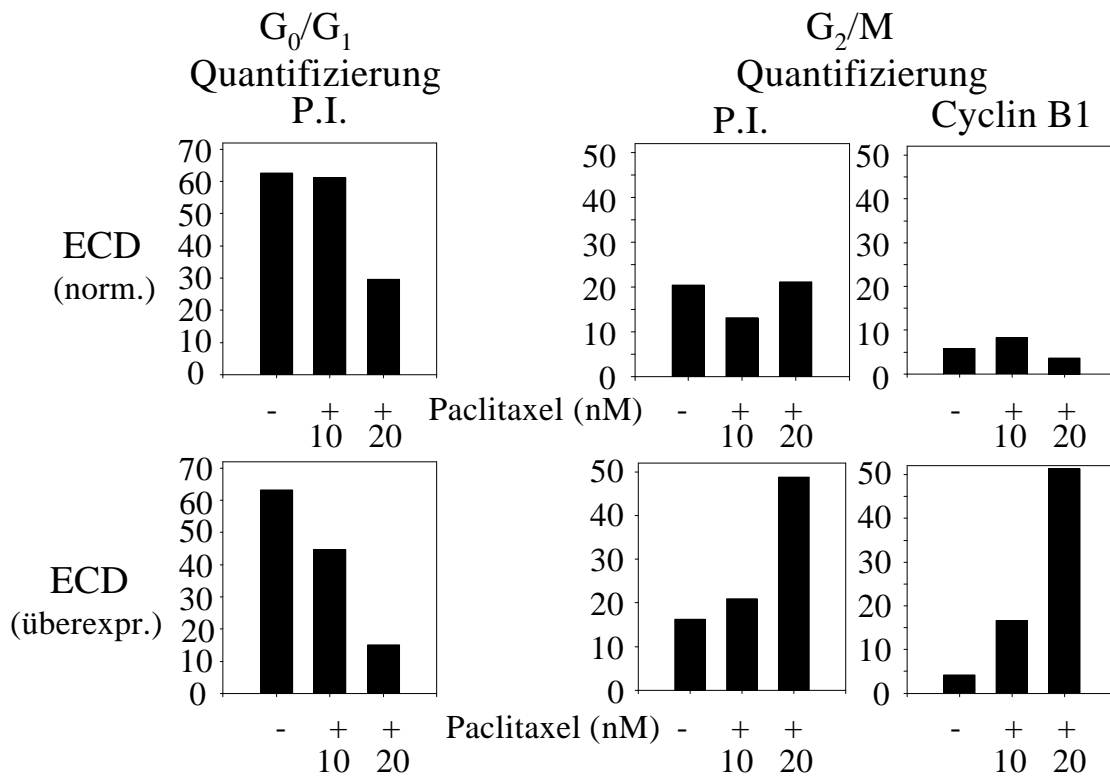 G₀/G₁
Quantifizierung
P.I.
G₂/M
Quantifizierung
P.I.
Cyclin B1
ECD
(norm.)
70
60
50
40
30
20
10
0
50
40
30
20
10
0
50
40
30
20
10
0
- + + Paclitaxel (nM) - + + - + +
10 20 10 20 10 20
ECD
(überexpr.)
70
60
50
40
30
20
10
0
50
40
30
20
10
0
50
40
30
20
10
0
- + + Paclitaxel (nM) - + + - + +
10 20 10 20 10 20